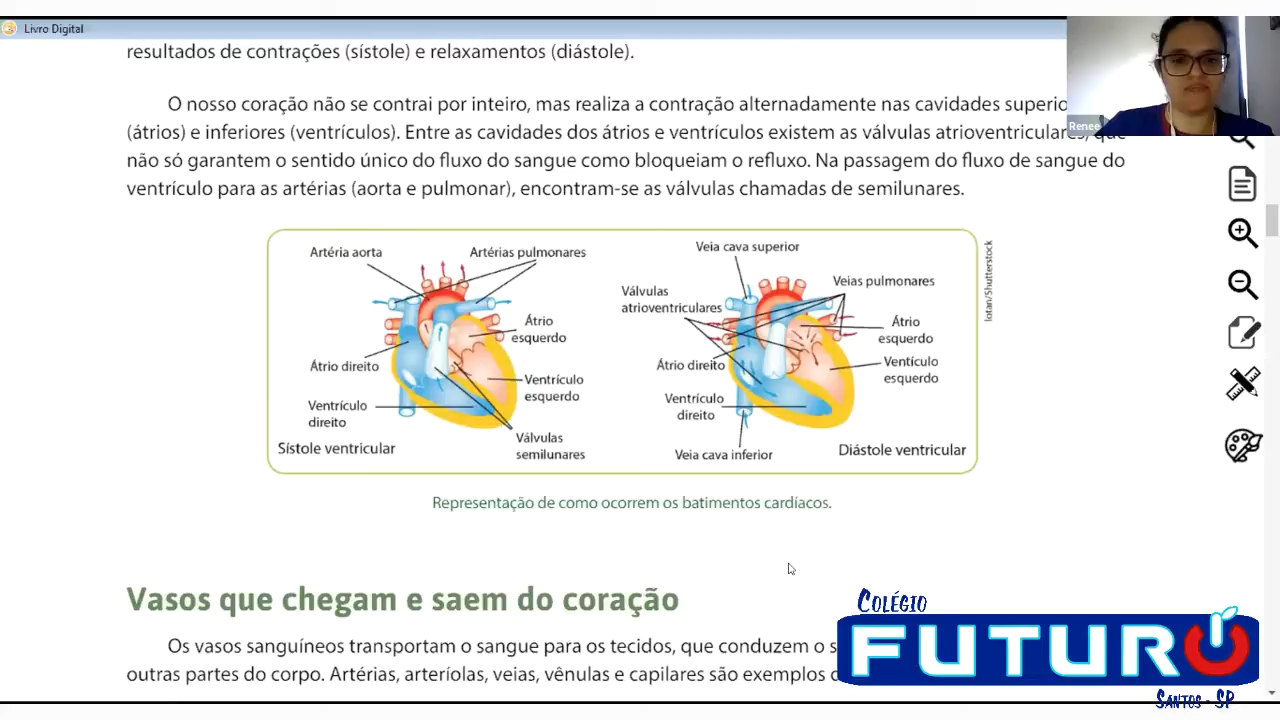 Livro Digital
resultados de contrações (sístole) e relaxamentos (diástole).
Renee
O nosso coração não se contrai por inteiro, mas realiza a contração alternadamente nas cavidades
(átrios) e inferiores (ventrículos). Entre as cavidades dos átrios e ventrículos existem as válvulas atrioventriculares, que
não só garantem o sentido único do fluxo do sangue como bloqueiam o refluxo. Na passagem do fluxo de sangue do
ventrículo para as artérias (aorta e pulmonar), encontram-se as válvulas chamadas de semilunares.
Artéria aorta
Artérias pulmonares
Átrio
esquerdo
Átrio direito
Ventrículo
esquerdo
Ventrículo
direito
Válvulas
semilunares
Sístole ventricular
Veia cava superior
Veias pulmonares
Válvulas
atrioventriculares
Átrio
esquerdo
Átrio direito
Ventículo
esquerdo
Ventrículo
direito
Veia cava inferior
Diástole ventricular
Iotan/Shutterstock
Representação de como ocorrem os batimentos cardíacos.
Vasos que chegam e saem do coração
Os vasos sanguíneos transportam o sangue para os tecidos, que conduzem o
outras partes do corpo. Artérias, arteríolas, veias, vênulas e capilares são exemplos
COLÉGIO
FUTURO
SANTOS - SP